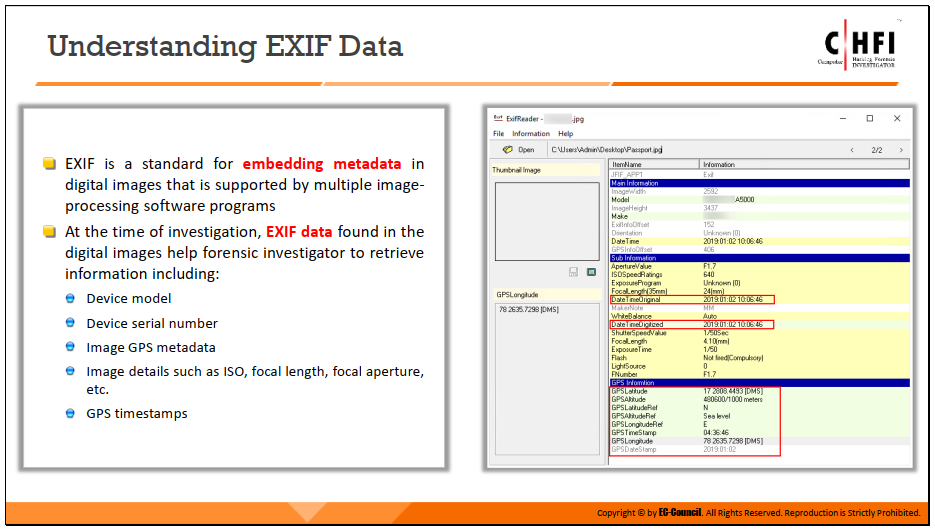 Understanding EXIF Data
CHFI
Computer Hacking Forensic
INVESTIGATOR
EXIF is a standard for embedding metadata in
digital images that is supported by multiple image-
processing software programs
At the time of investigation, EXIF data found in the
digital images help forensic investigator to retrieve
information including:
Device model
Device serial number
Image GPS metadata
Image details such as ISO, focal length, focal aperture,
etc.
GPS timestamps
ExifReader - .jpg
File Information Help
Open C:\Users\Admin\Desktop\Passport.jpg 2/2
Thumbnail Image
GPSLongitude
78 2635.7298 [DMS]
ItemName Information
JFIF_APP1 Exif
Main Information
ImageWidth 2592
Model A5000
ImageHeight 3437
Make
ExifInfoOffset 152
Orientation Unknown (0)
DateTime 2019:01:02 10:06:46
GPSInfoOffset 406
Sub Information
ApertureValue F1.7
ISOSpeedRatings 640
ExposureProgram Unknown (0)
FocalLength(35mm) 24(mm)
DateTimeOriginal 2019:01:02 10:06:46
MakerNote MM
WhiteBalance Auto
DateTimeDigitized 2019:01:02 10:06:46
ShutterSpeedValue 1/50Sec
FocalLength 4.10(mm)
ExposureTime 1/50
Flash Not fired(Compulsory)
LightSource 0
FNumber F1.7
GPS Infomtion
GPSLatitude 17 2808.4493 [DMS]
GPSAltitude 480600/1000 meters
GPSLatitudeRef N
GPSAltitudeRef Sea level
GPSLongitudeRef E
GPSTimeStamp 04:36:46
GPSLongitude 78 2635.7298 [DMS]
GPSDateStamp 2019:01:02
Copyright © by EC-Council. All Rights Reserved. Reproduction is Strictly Prohibited.